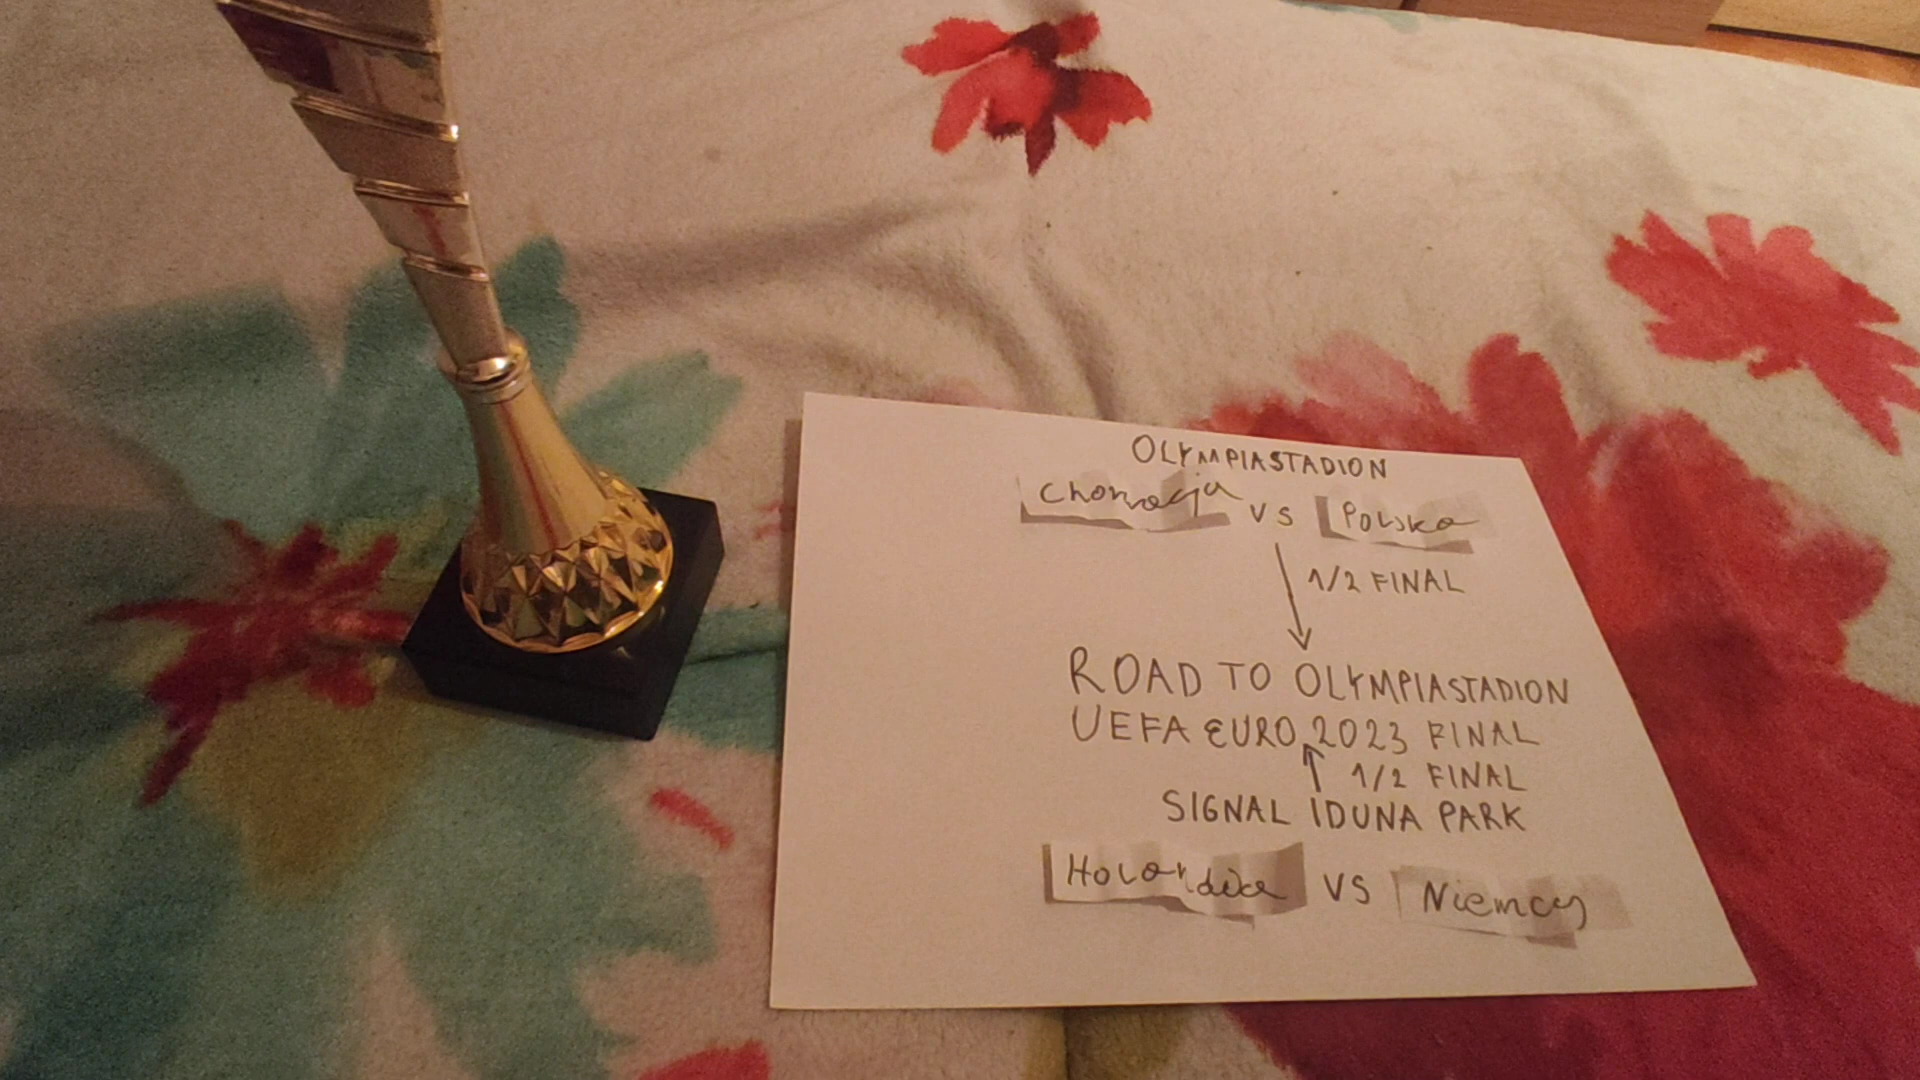 OLYMPIASTADION
Chorwacja vs Polska
1/2 FINAL
ROAD TO OLYMPIASTADION
UEFA EURO 2023 FINAL
1/2 FINAL
SIGNAL IDUNA PARK
Holandia VS Niemcy